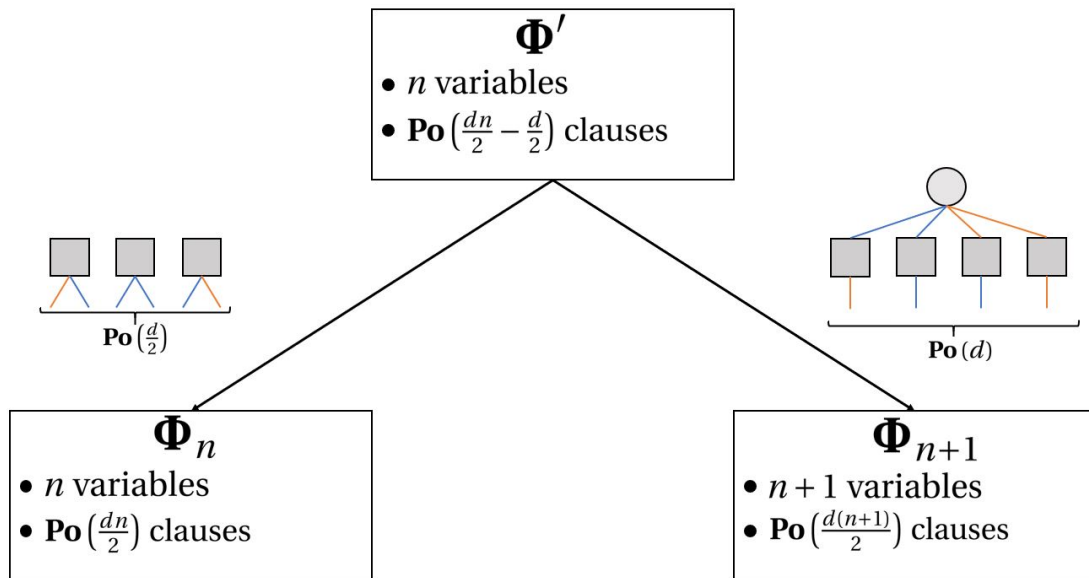 Φ′
• n variables
• Po(dn/2 − d/2) clauses
Po(d/2)
Po(d)
Φₙ
• n variables
• Po(dn/2) clauses
Φₙ₊₁
• n + 1 variables
• Po(d(n+1)/2) clauses